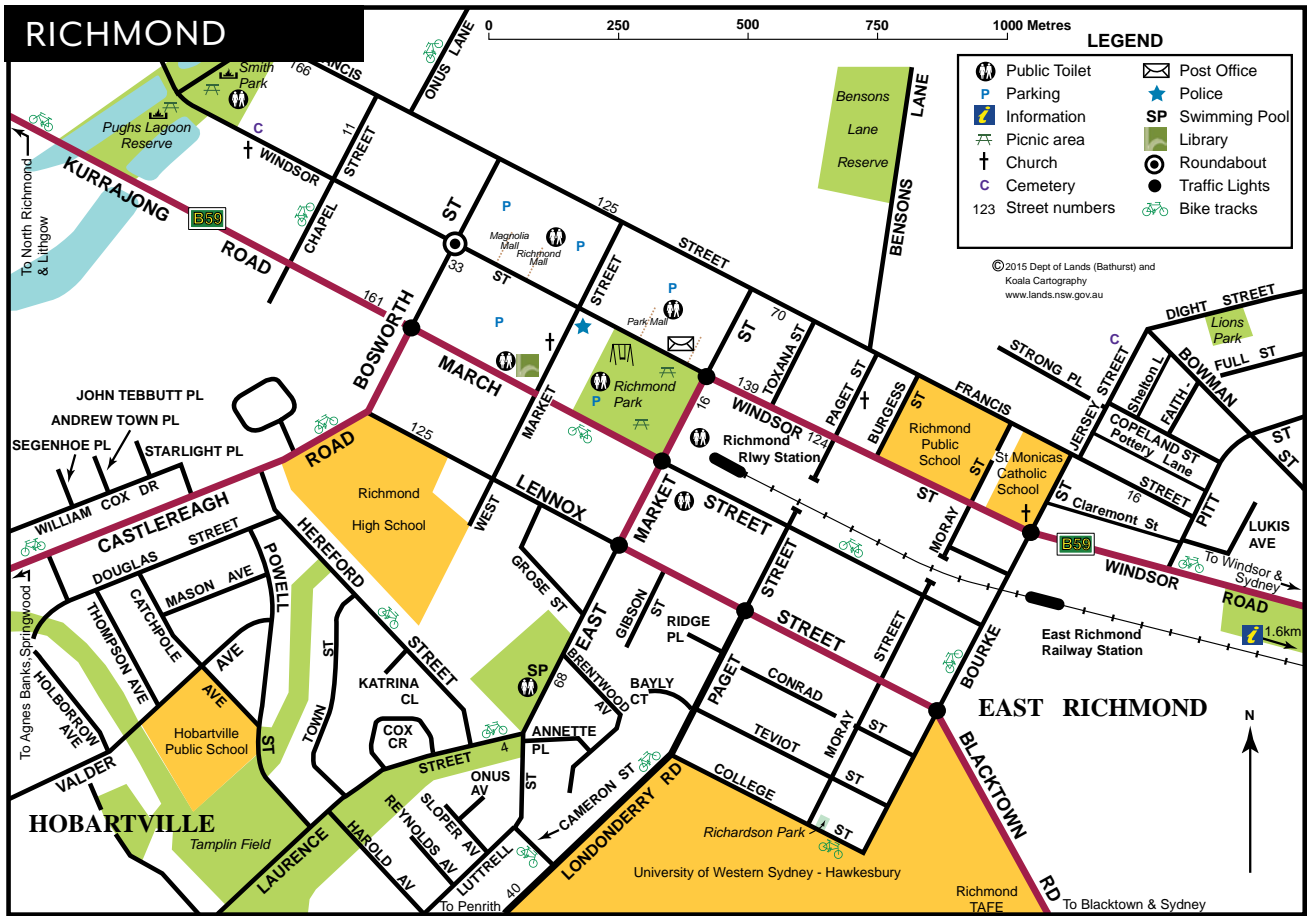 RICHMOND
0 250 500 750 1000 Metres
LEGEND
Public Toilet
Parking
Information
Picnic area
Church
Cemetery
123 Street numbers
Post Office
Police
SP Swimming Pool
Library
Roundabout
Traffic Lights
Bike tracks
P
i
C
© 2015 Dept of Lands (Bathurst) and
Koala Cartography
www.lands.nsw.gov.au
Smith
Park
166
ANCIS
ONUS LANE
Pughs Lagoon
Reserve
C
WINDSOR
11
STREET
CHAPEL
To North Richmond
& Lithgow
KURRAJONG
B59
ROAD
161
ST
33
ST
BOSWORTH
P
Magnolia
Mall
Richmond
Mall
P
125
STREET
STREET
P
P
Park Mall
Bensons
Lane
Reserve
BENSONS
LANE
70
ST
TOXANA ST
139
WINDSOR
124
PAGET ST
BURGESS
ST
FRANCIS
STRONG PL
C
JERSEY STREET
DIGHT STREET
Lions
Park
BOWMAN
FULL ST
Shelton L
FAITH-
COPELAND ST
Pottery Lane
ST
ST
STREET
16
Claremont St
PITT
LUKIS
AVE
To Windsor &
Sydney
Richmond
Public
School
St Monicas
Catholic
School
ST
ST
ST
MORAY
B59
WINDSOR
ROAD
i
1.6km
MARCH
MARKET
Richmond
Park
P
16
Richmond
Rlwy Station
JOHN TEBBUTT PL
ANDREW TOWN PL
SEGENHOE PL
STARLIGHT PL
WILLIAM COX DR
ROAD
CASTLEREAGH
125
Richmond
High School
WEST
LENNOX
MARKET
STREET
STREET
STREET
STREET
EAST
GROSE ST
GIBSON
ST
RIDGE
PL
PAGET
CONRAD
ST
BAYLY
CT
TEVIOT
ST
MORAY
COLLEGE
ST
BOURKE
East Richmond
Railway Station
EAST RICHMOND
N
DOUGLAS STREET
MASON AVE
CATCHPOLE
AVE
THOMPSON AVE
POWELL
ST
HEREFORD
STREET
To Agnes Banks,Springwood
HOLBORROW
AVE
AVE
VALDER
Hobartville
Public School
TOWN
ST
KATRINA
CL
COX
CR
SP
68
BRENTWOOD
AV
ANNETTE
PL
STREET
4
ST
ONUS
AV
SLOPER AV
REYNOLDS AV
HAROLD AV
LAURENCE
HOBARTVILLE
Tamplin Field
LUTTRELL
CAMERON ST
To Penrith
40
LONDONDERRY RD
Richardson Park
University of Western Sydney - Hawkesbury
Richmond
TAFE
BLACKTOWN
RD
To Blacktown & Sydney